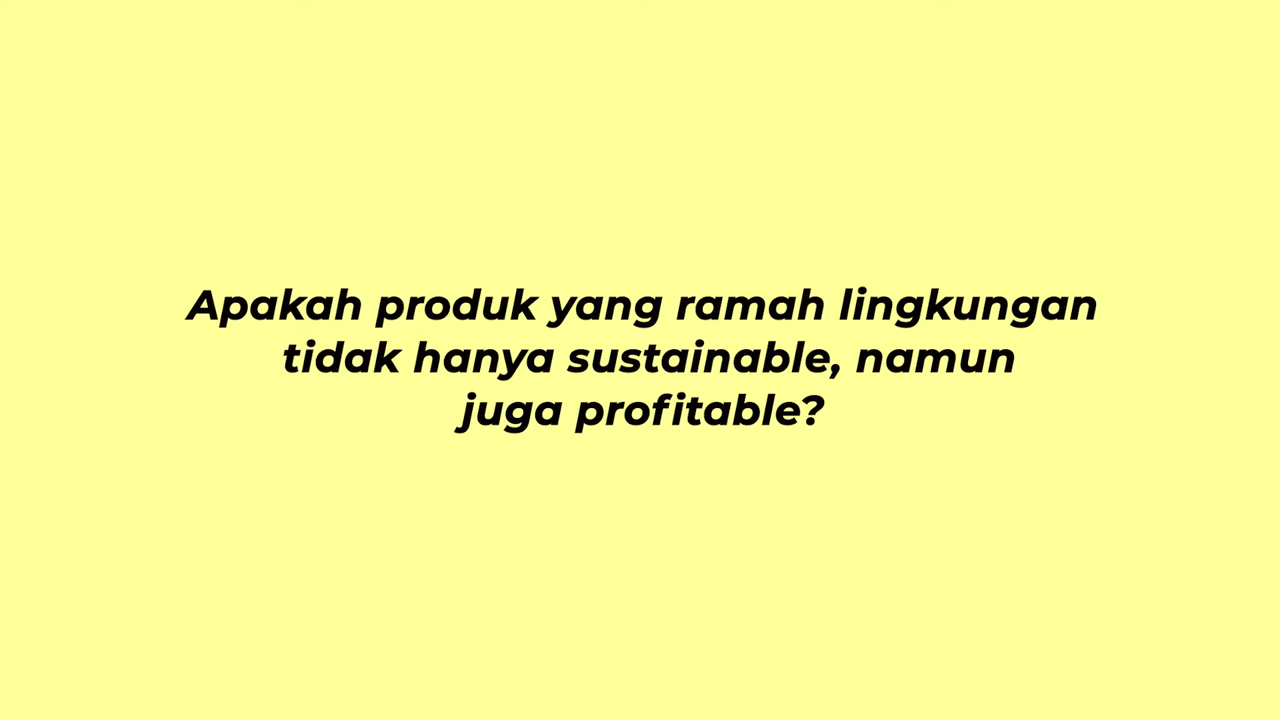 Apakah produk yang ramah lingkungan
tidak hanya sustainable, namun
juga profitable?